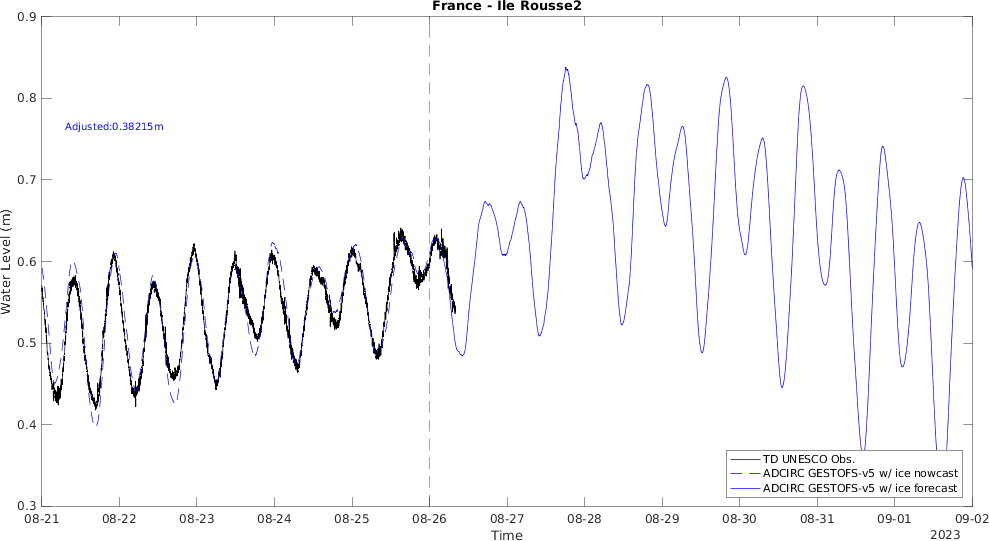 France - Ile Rousse2
0.9
0.8
0.7
0.6
0.5
0.4
0.3
Water Level (m)
Adjusted:0.38215m
TD UNESCO Obs.
ADCIRC GESTOFS-v5 w/ ice nowcast
ADCIRC GESTOFS-v5 w/ ice forecast
08-21 08-22 08-23 08-24 08-25 08-26 08-27 08-28 08-29 08-30 08-31 09-01 09-02
Time
2023